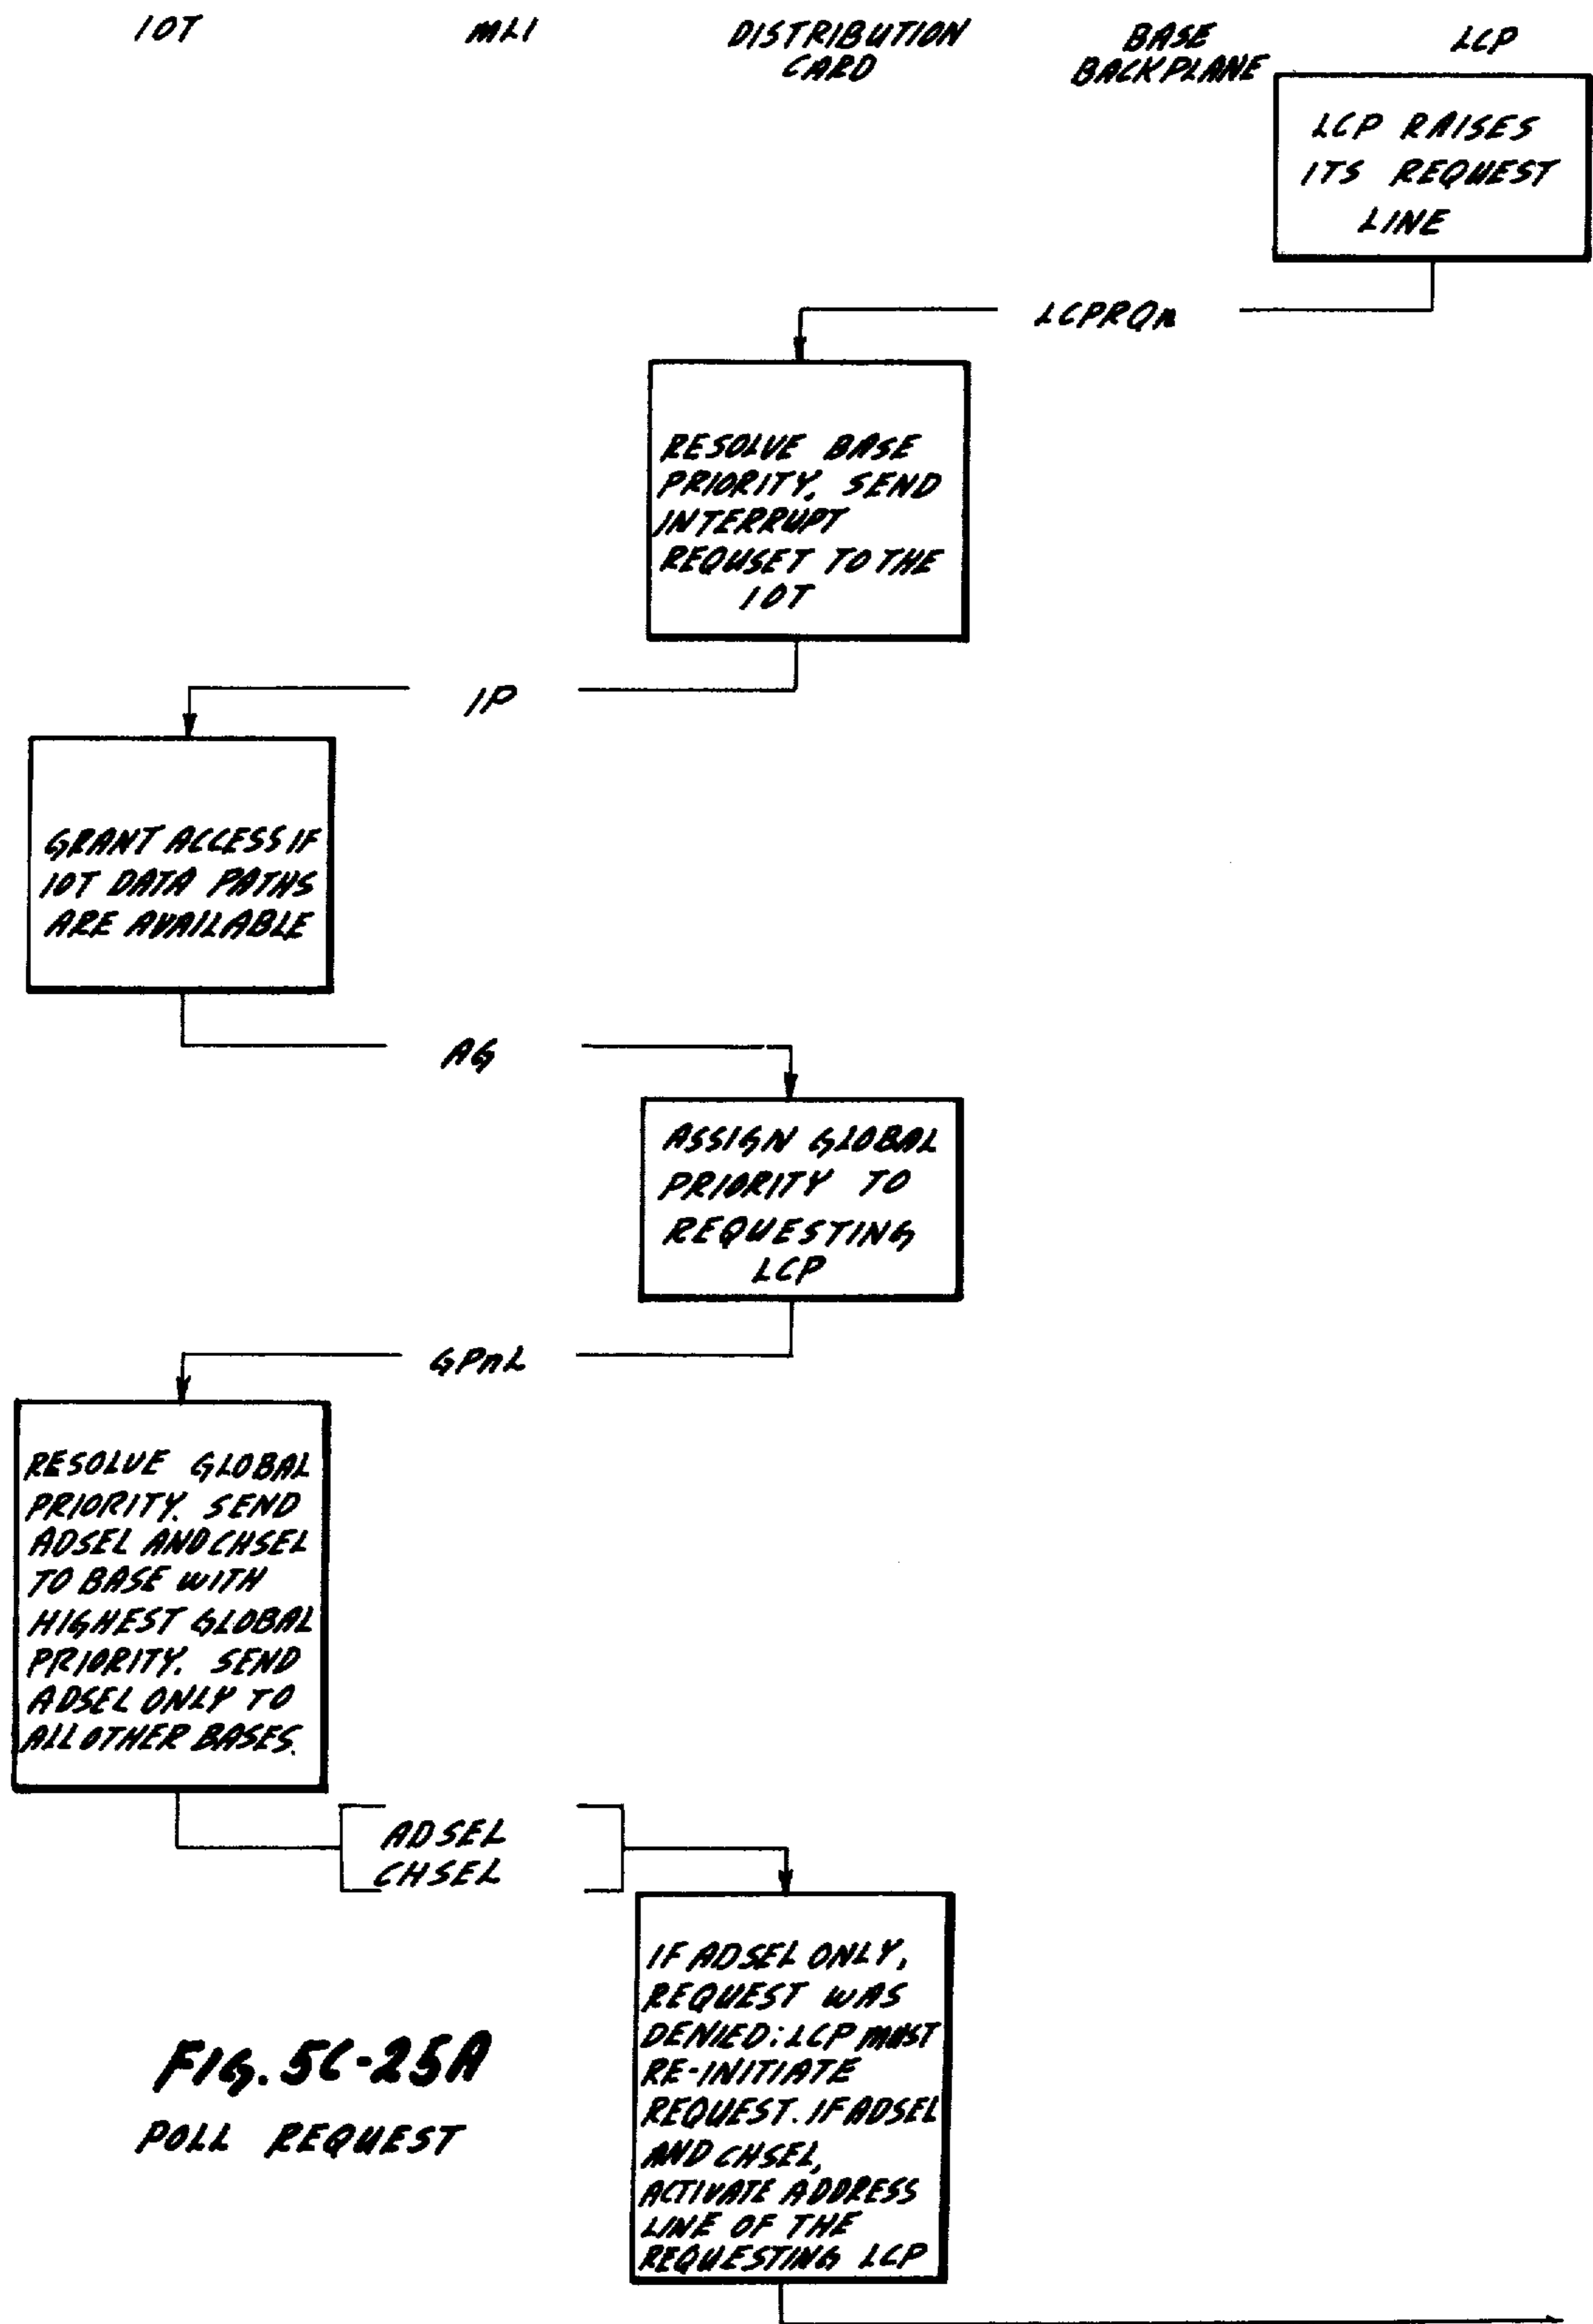 IOT
MLI
DISTRIBUTION
CARD
BASE
BACKPLANE
LCP
LCP RAISES
ITS REQUEST
LINE
LCPRQn
RESOLVE BASE
PRIORITY, SEND
INTERRUPT
REQUSET TO THE
IOT
IP
GRANT ACCESS IF
IOT DATA PATHS
ARE AVAILABLE
AG
ASSIGN GLOBAL
PRIORITY TO
REQUESTING
LCP
GPnL
RESOLVE GLOBAL
PRIORITY. SEND
ADSEL AND CHSEL
TO BASE WITH
HIGHEST GLOBAL
PRIORITY. SEND
ADSEL ONLY TO
ALL OTHER BASES.
ADSEL
CHSEL
IF ADSEL ONLY,
REQUEST WAS
DENIED: LCP MUST
RE-INITIATE
REQUEST. IF ADSEL
AND CHSEL,
ACTIVATE ADDRESS
LINE OF THE
REQUESTING LCP
FIG. 5C-25A
POLL REQUEST